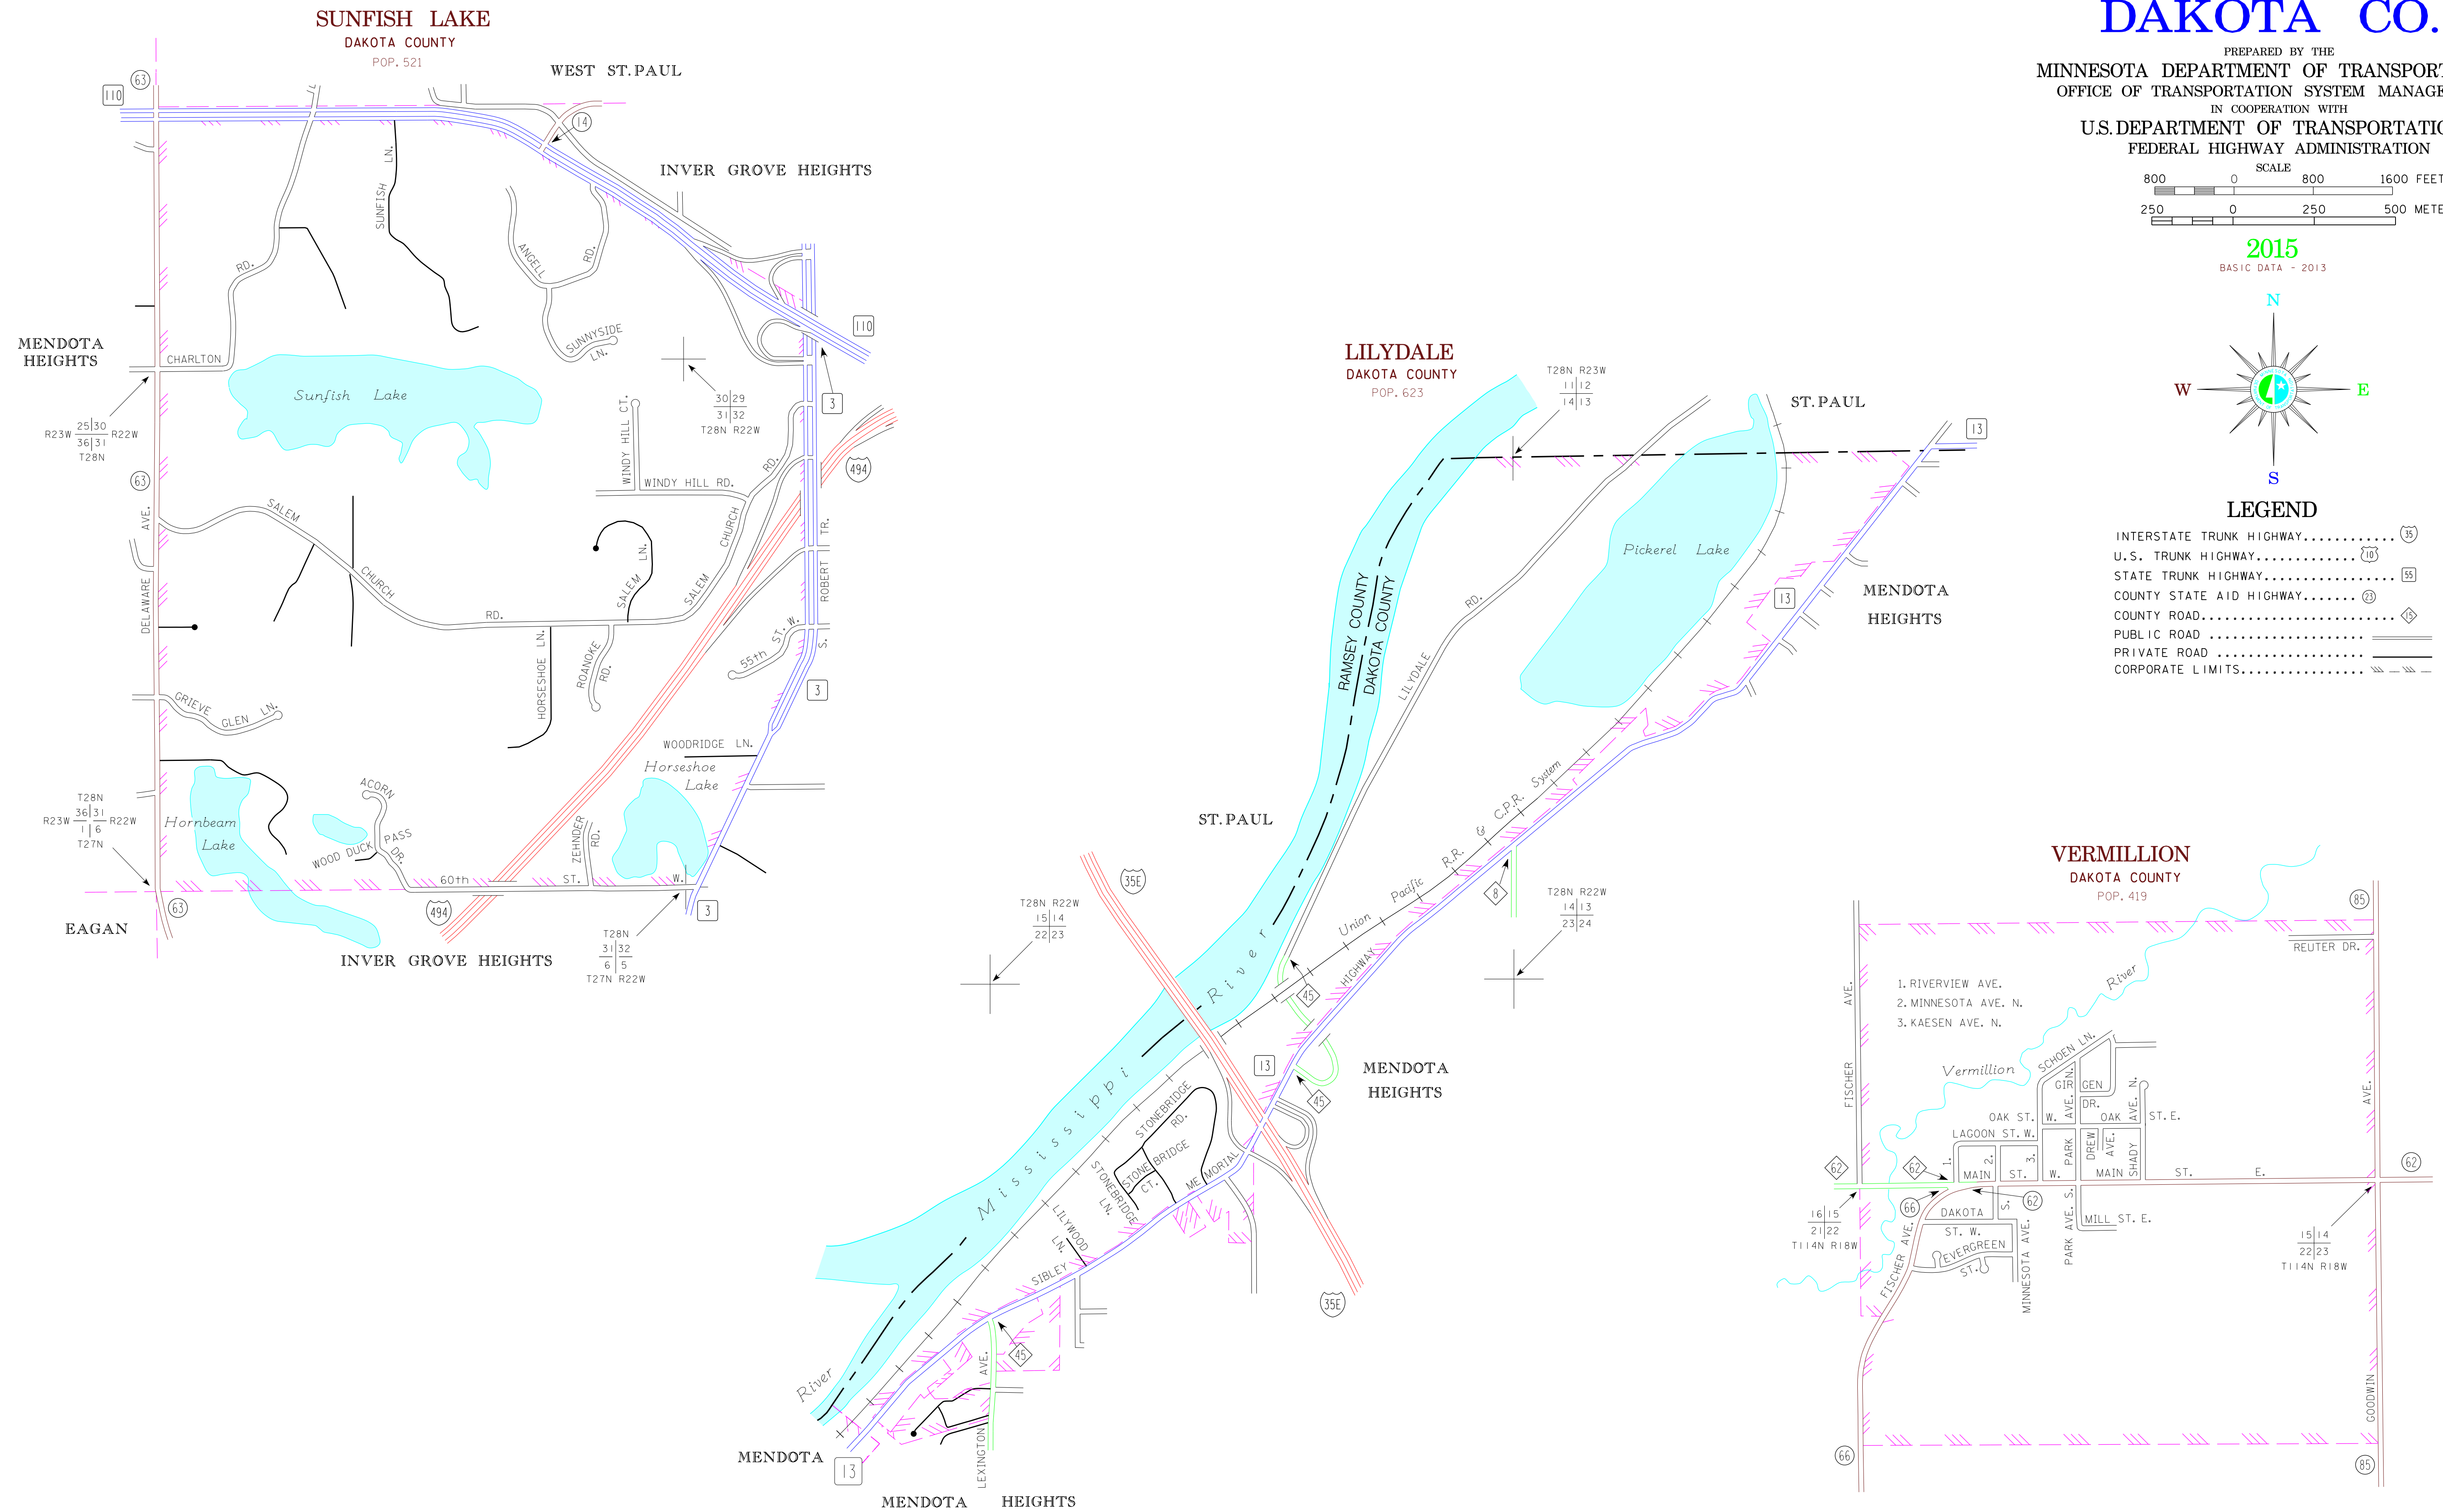 SUNFISH LAKE
DAKOTA COUNTY
POP. 521
WEST ST. PAUL
63
110
14
INVER GROVE HEIGHTS
SUNFISH LN.
ANGELL RD.
RD.
MENDOTA
HEIGHTS
CHARLTON
SUNNYSIDE
LN.
110
Sunfish Lake
30 29
31 32
T28N R22W
3
25 30
R23W R22W
36 31
T28N
WINDY HILL CT.
WINDY HILL RD.
RD.
494
63
SALEM
CHURCH
RD.
SALEM
CHURCH
SALEM LN.
DELAWARE AVE.
ROBERT TR.
S.
55th ST. W.
HORSESHOE LN.
ROANOKE
RD.
3
GRIEVE
GLEN LN.
WOODRIDGE LN.
Horseshoe
Lake
ACORN
DR.
WOOD DUCK PASS
Hornbeam
Lake
ZEHNDER
RD.
T28N
36 31
R23W R22W
1 6
T27N
60th ST. W.
63
494
3
EAGAN
INVER GROVE HEIGHTS
T28N
31 32
6 5
T27N R22W
LILYDALE
DAKOTA COUNTY
POP. 623
T28N R23W
11 12
14 13
ST. PAUL
13
Pickerel Lake
RAMSEY COUNTY
DAKOTA COUNTY
LILYDALE
RD.
13
MENDOTA
HEIGHTS
ST. PAUL
35E
Union Pacific R.R. & C.P.R. System
8
T28N R22W
15 14
22 23
T28N R22W
14 13
23 24
HIGHWAY
45
13
45
MENDOTA
HEIGHTS
Mississippi River
STONEBRIDGE
RD.
STONEBRIDGE
CT.
STONEBRIDGE
LN.
MEMORIAL
LILYWOOD
LN.
SIBLEY
35E
45
LEXINGTON AVE.
River
MENDOTA
13
MENDOTA HEIGHTS
DAKOTA CO.
PREPARED BY THE
MINNESOTA DEPARTMENT OF TRANSPOR
OFFICE OF TRANSPORTATION SYSTEM MANAGE
IN COOPERATION WITH
U.S. DEPARTMENT OF TRANSPORTATIO
FEDERAL HIGHWAY ADMINISTRATION
SCALE
800 0 800 1600 FEET
250 0 250 500 METE
2015
BASIC DATA - 2013
N
W
E
S
LEGEND
INTERSTATE TRUNK HIGHWAY............ 35
U.S. TRUNK HIGHWAY............. 10
STATE TRUNK HIGHWAY................. 55
COUNTY STATE AID HIGHWAY....... 23
COUNTY ROAD......................... 15
PUBLIC ROAD ....................
PRIVATE ROAD ...................
CORPORATE LIMITS................
VERMILLION
DAKOTA COUNTY
POP. 419
85
REUTER DR.
1. RIVERVIEW AVE.
2. MINNESOTA AVE. N.
3. KAESEN AVE. N.
Vermillion River
FISCHER AVE.
SCHOEN LN.
GIRGEN
DR.
OAK ST. W.
OAK ST. E.
LAGOON ST. W.
PARK AVE. N.
DREW
AVE.
SHADY AVE. N.
GOODWIN AVE.
62
62
1.
2.
3.
MAIN ST. W.
MAIN ST. E.
62
66
62
DAKOTA
ST. W.
MINNESOTA AVE. S.
PARK AVE. S.
MILL ST. E.
EVERGREEN
ST.
FISCHER AVE.
16 15
21 22
T114N R18W
15 14
22 23
T114N R18W
66
85